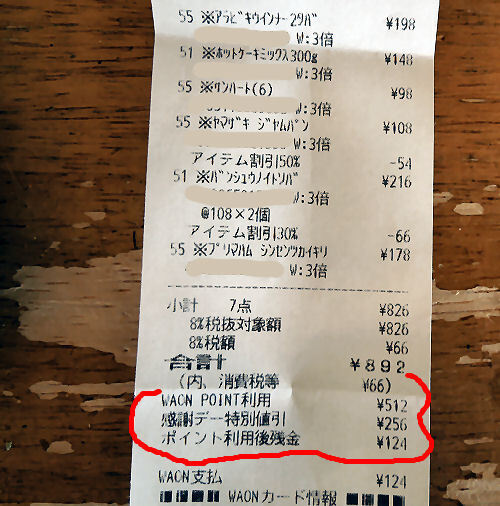 55 ※ｱﾗﾋﾞｷｳｲﾝﾅｰ 2ﾀﾊﾞ ¥198
W:3倍
51 ※ﾎｯﾄｹｰｷﾐｯｸｽ300g ¥148
W:3倍
55 ※ｻﾝﾊｰﾄ(6) ¥98
W:3倍
55 ※ﾔﾏｻﾞｷ ｼﾞｬﾑﾊﾟﾝ ¥108
W:3倍
アイテム割引50% -54
51 ※ﾊﾞﾝｼｭｳﾉｲﾄｿﾊﾞ ¥216
W:3倍
@108×2個
アイテム割引30% -66
55 ※ﾌﾟﾘﾏﾊﾑ ｼﾝｾﾝﾂｶｲｷﾘ ¥178
W:3倍
小計 7点 ¥826
8%税抜対象額 ¥826
8%税額 ¥66
合計 ¥892
(内、消費税等 ¥66)
WAON POINT利用 ¥512
感謝デー特別値引 ¥256
ポイント利用後残金 ¥124
WAON支払 ¥124
WAONカード情報